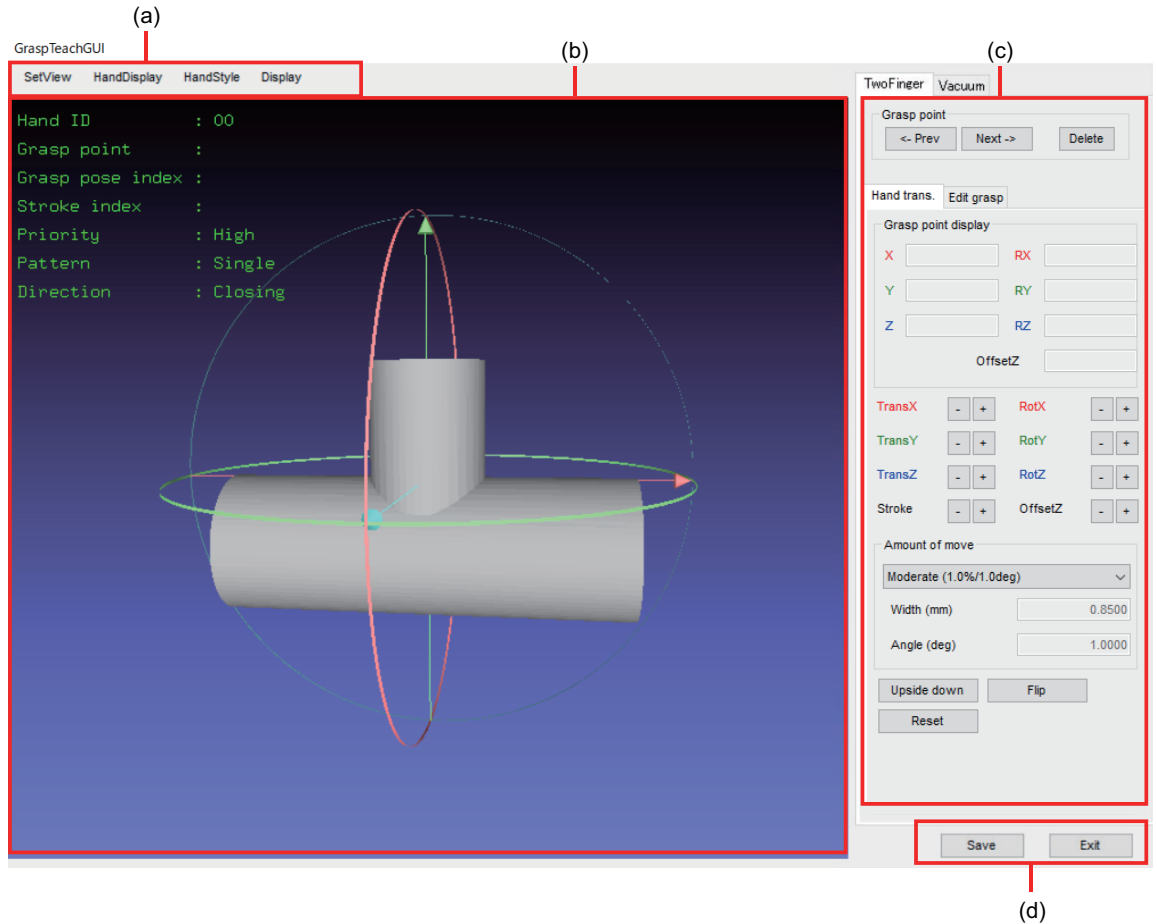 (a)
(b)
(c)
GraspTeachGUI
SetView HandDisplay HandStyle Display
TwoFinger Vacuum
Hand ID : 00
Grasp point :
Grasp pose index :
Stroke index :
Priority : High
Pattern : Single
Direction : Closing
Grasp point
<- Prev Next -> Delete
Hand trans. Edit grasp
Grasp point display
X RX
Y RY
Z RZ
OffsetZ
TransX - + RotX - +
TransY - + RotY - +
TransZ - + RotZ - +
Stroke - + OffsetZ - +
Amount of move
Moderate (1.0%/1.0deg)
Width (mm) 0.8500
Angle (deg) 1.0000
Upside down Flip
Reset
Save Exit
(d)